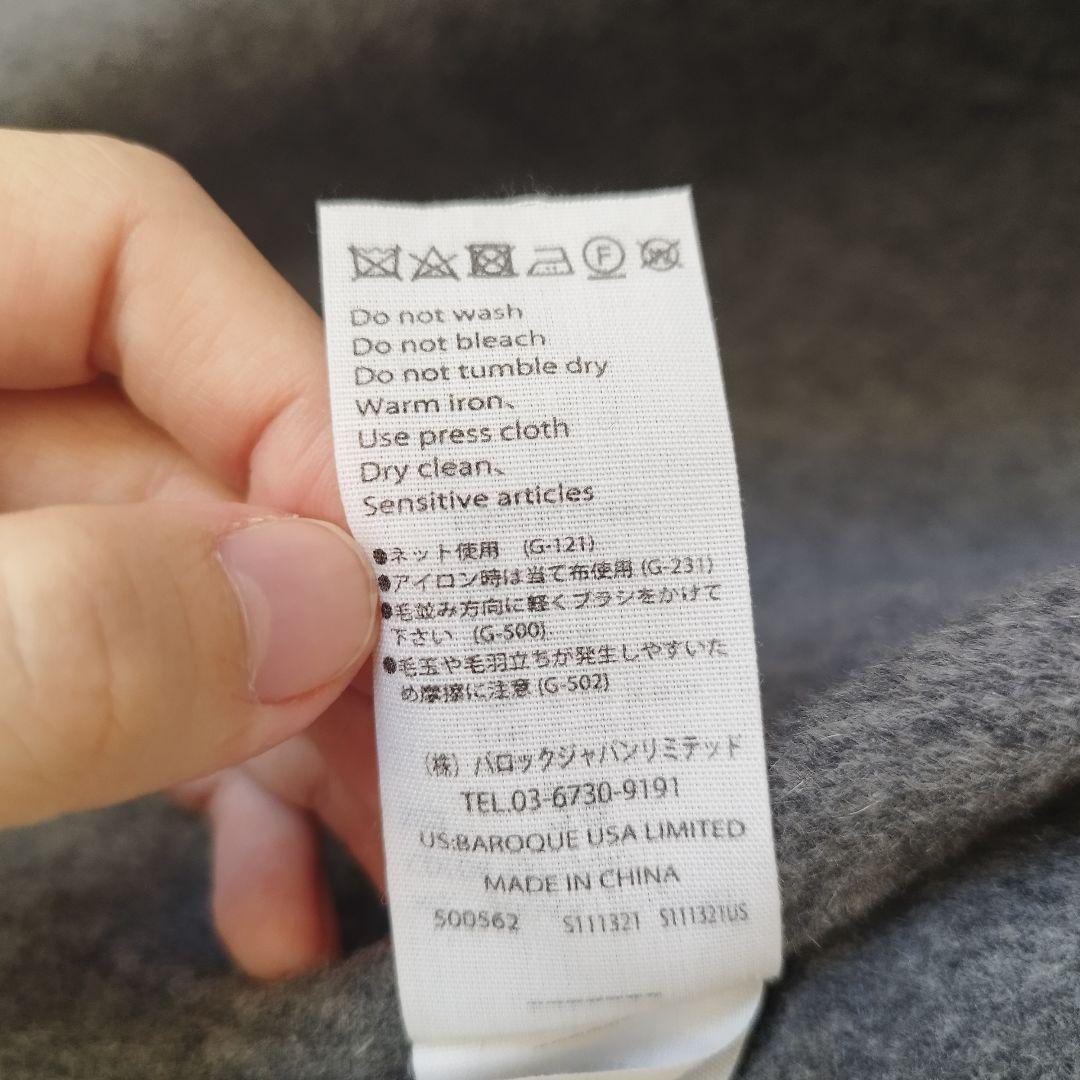 F W
Do not wash
Do not bleach
Do not tumble dry
Warm iron、
Use press cloth
Dry clean、
Sensitive articles
●ネット使用 (G-121)
●アイロン時は当て布使用 (G-231)
●毛並み方向に軽くブラシをかけて
下さい (G-500)
●毛玉や毛羽立ちが発生しやすいた
め摩擦に注意 (G-502)
(株) バロックジャパンリミテッド
TEL.03-6730-9191
US:BAROQUE USA LIMITED
MADE IN CHINA
500562 S111321 S111321US